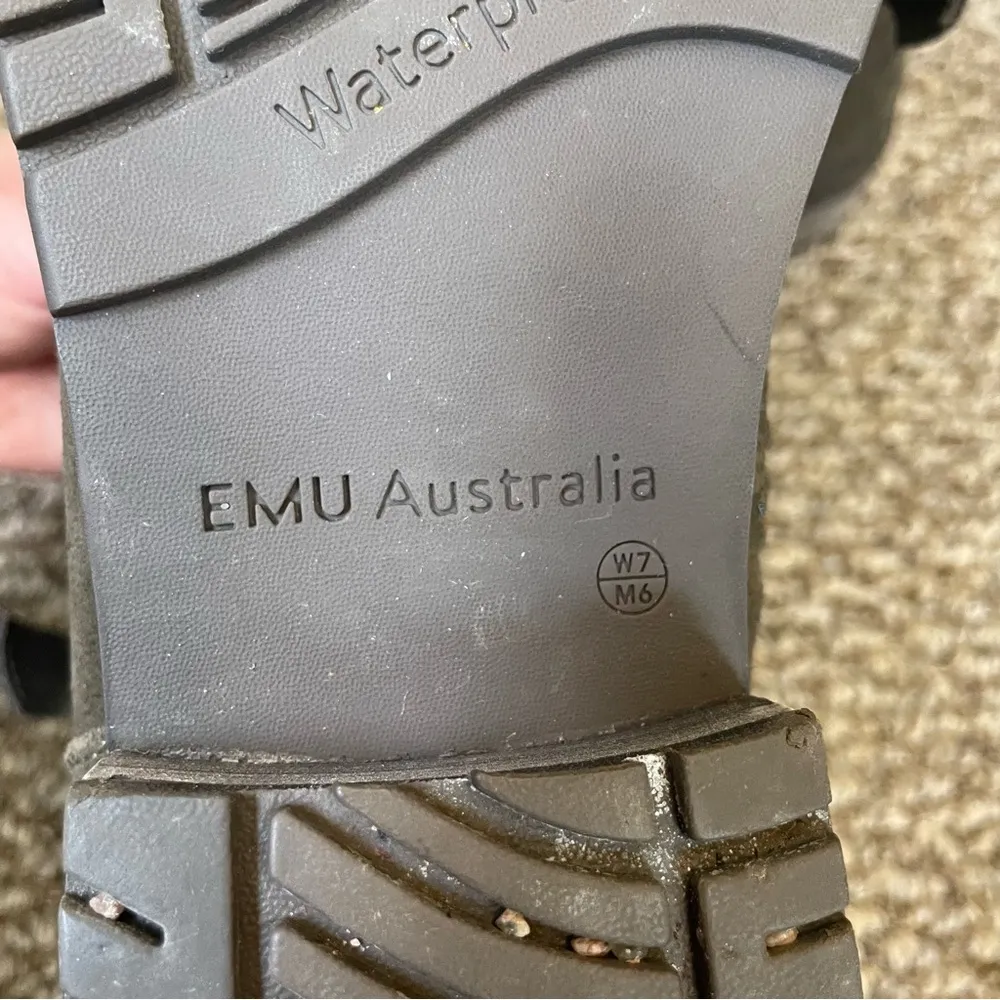 Waterpr
EMU Australia
W7
M6